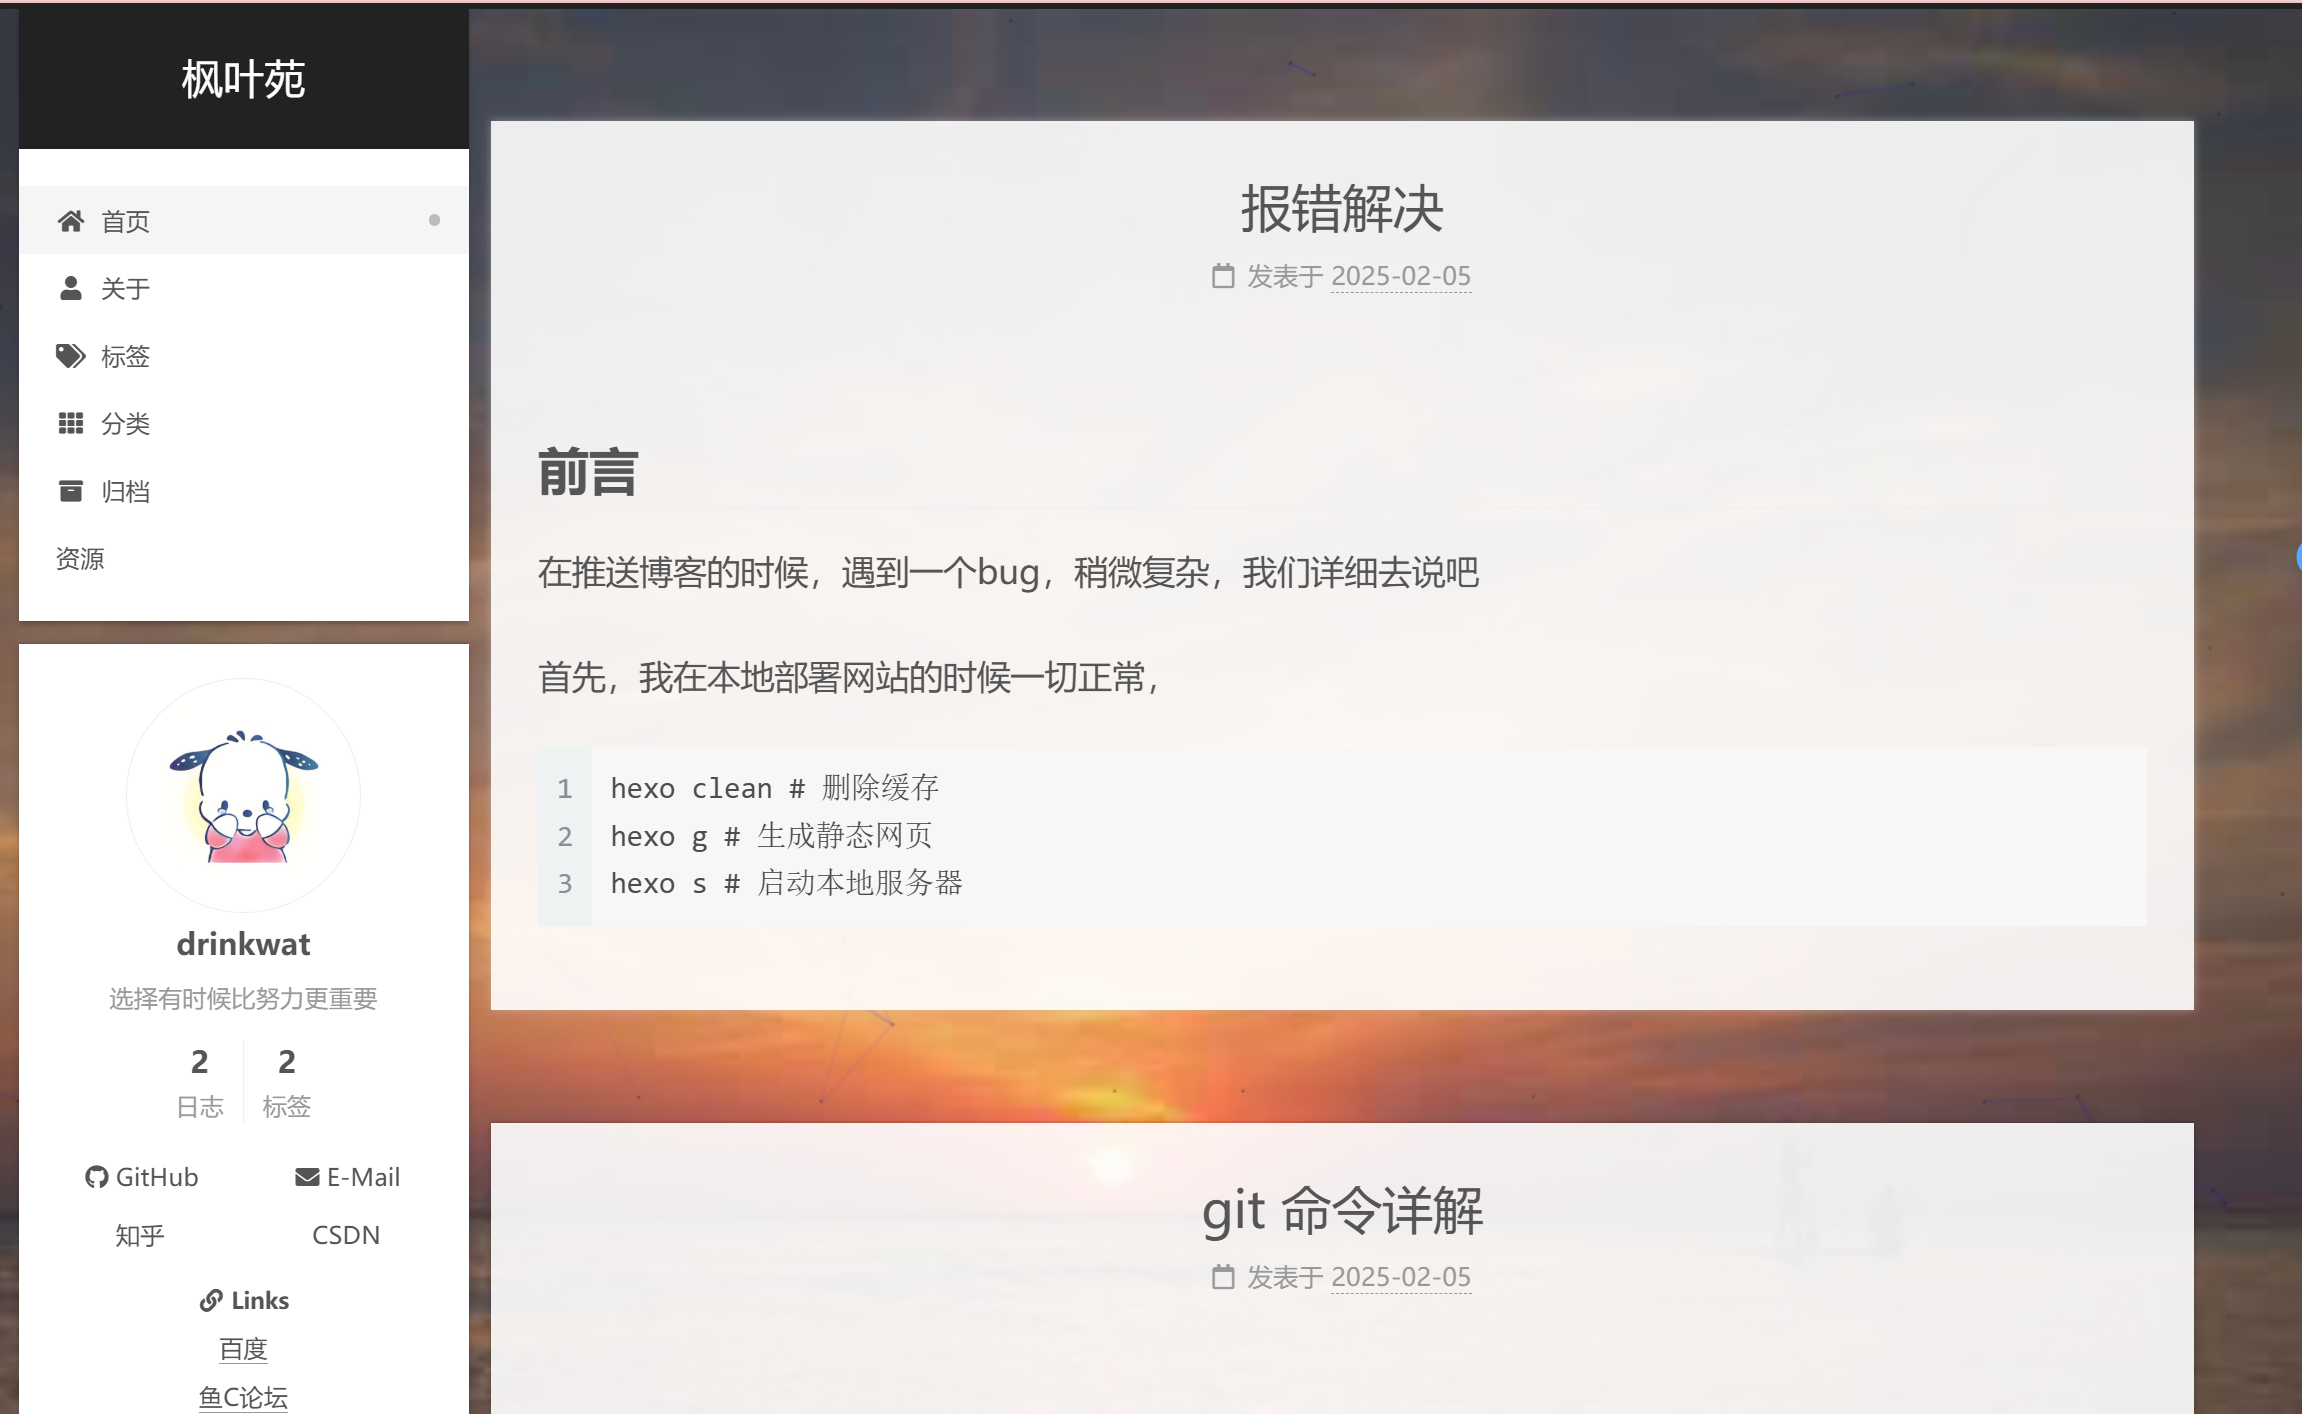 枫叶苑
首页
关于
标签
分类
归档
资源
drinkwat
选择有时候比努力更重要
2 2
日志 标签
GitHub E-Mail
知乎 CSDN
Links
百度
鱼C论坛
报错解决
发表于 2025-02-05
前言
在推送博客的时候，遇到一个bug，稍微复杂，我们详细去说吧
首先，我在本地部署网站的时候一切正常，
1 hexo clean # 删除缓存
2 hexo g # 生成静态网页
3 hexo s # 启动本地服务器
git 命令详解
发表于 2025-02-05